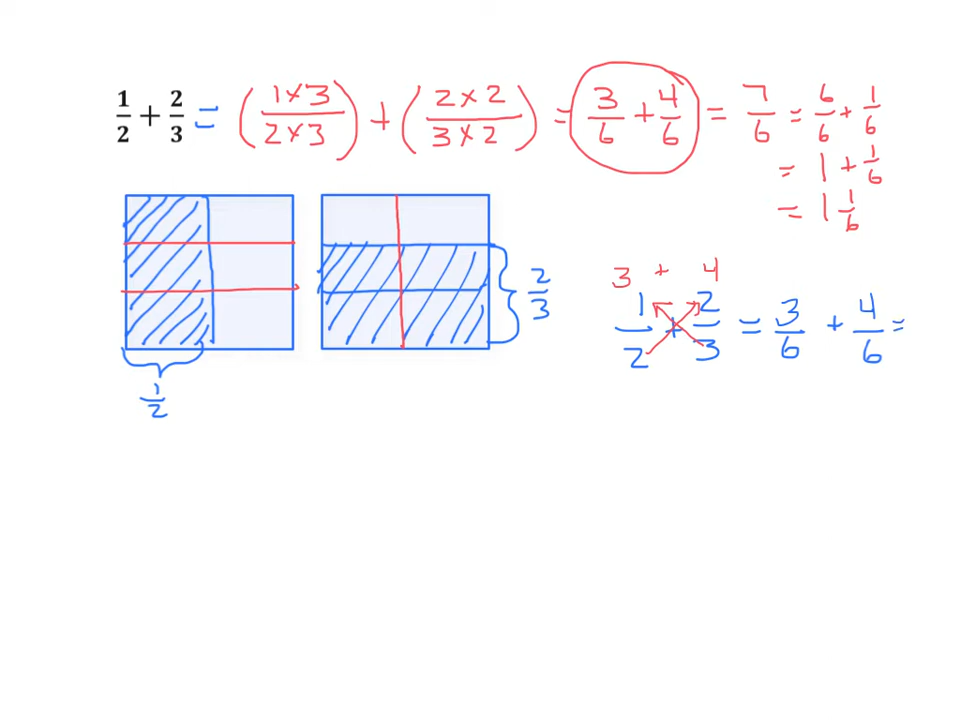 1/2 + 2/3 = (1×3 / 2×3) + (2×2 / 3×2) = 3/6 + 4/6 = 7/6 = 6/6 + 1/6
= 1 + 1/6
= 1 1/6
1/2
2/3
3 + 4
1/2 + 2/3 = 3/6 + 4/6 =